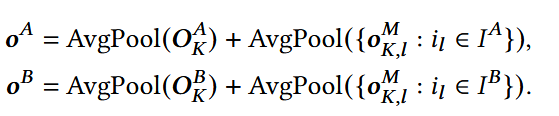 𝒐^A = AvgPool(𝑶_K^A) + AvgPool({𝒐_{K,l}^M : i_l ∈ I^A}),
𝒐^B = AvgPool(𝑶_K^B) + AvgPool({𝒐_{K,l}^M : i_l ∈ I^B}).